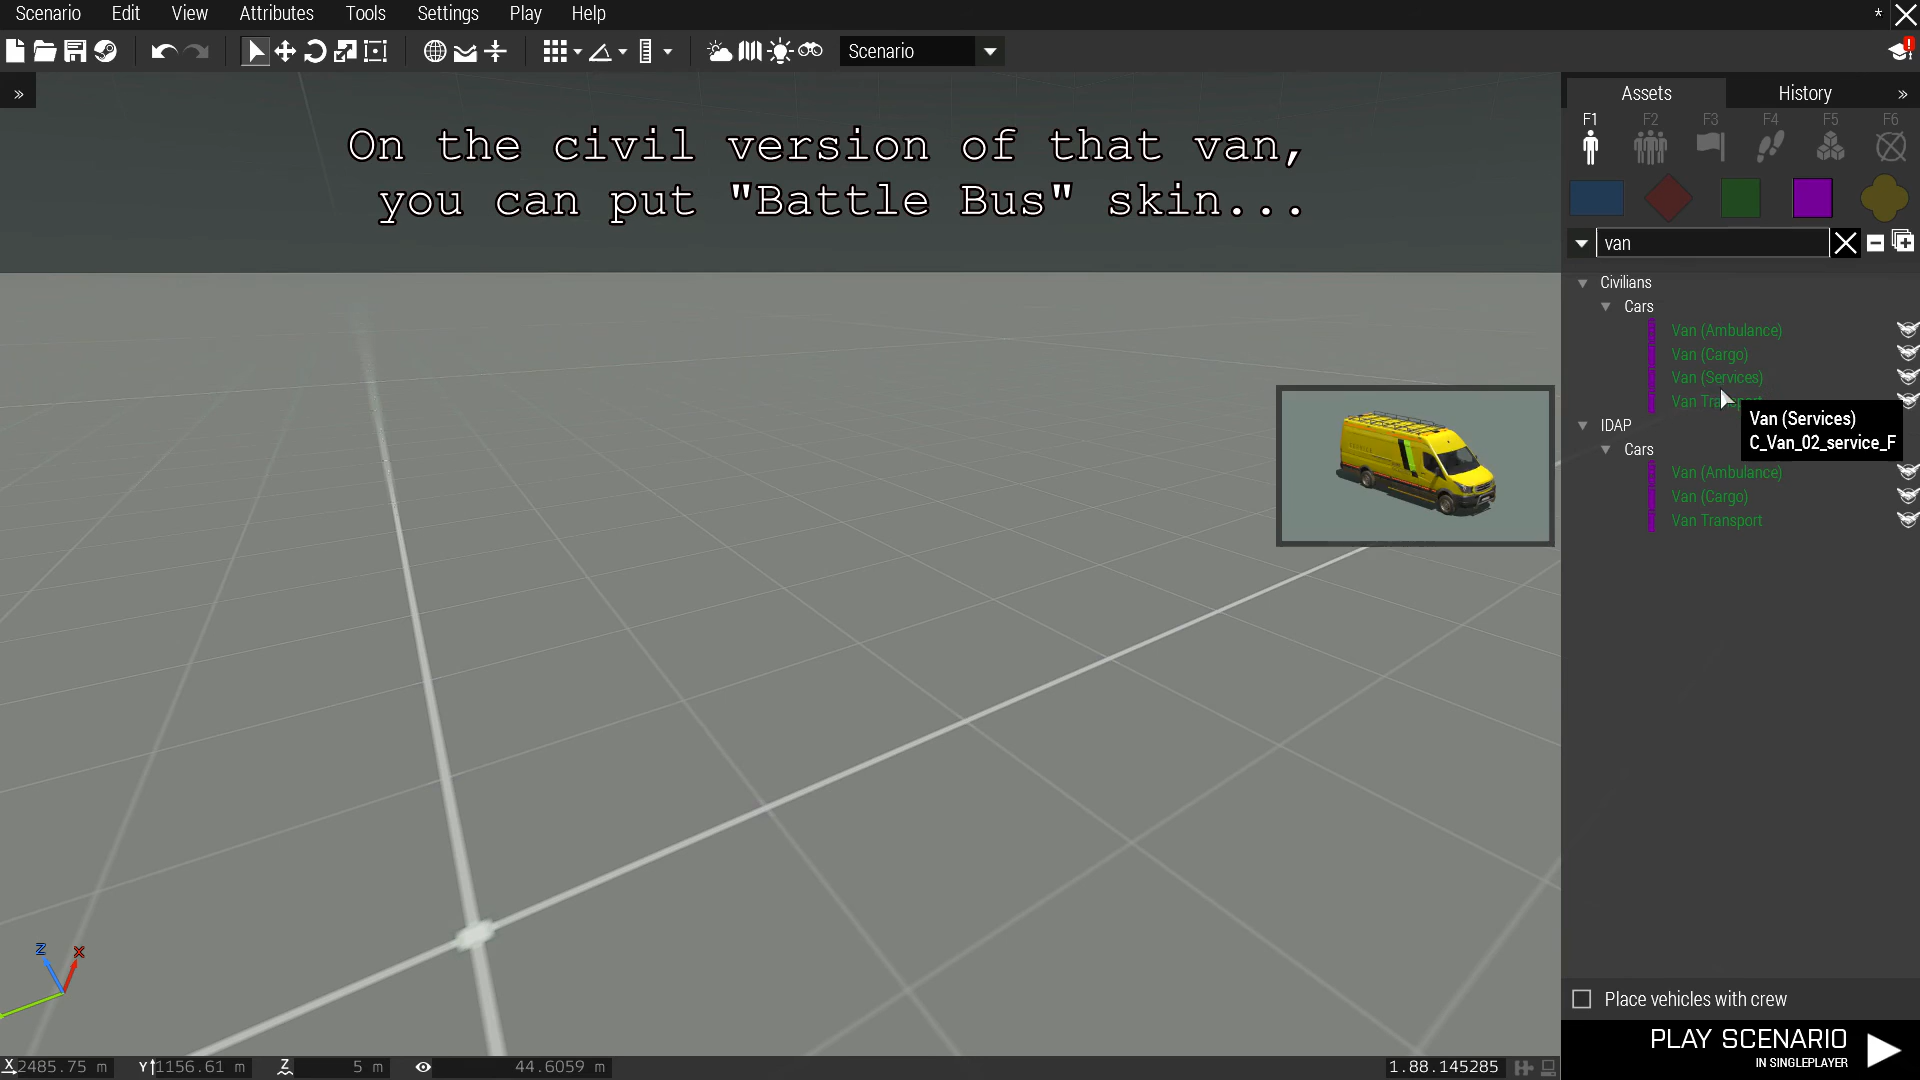 Scenario Edit View Attributes Tools Settings Play Help *
Scenario
Assets History
F1 F2 F3 F4 F5 F6
On the civil version of that van,
you can put "Battle Bus" skin...
van
Civilians
Cars
Van (Ambulance)
Van (Cargo)
Van (Services)
Van Transport
Van (Services)
C_Van_02_service_F
IDAP
Cars
Van (Ambulance)
Van (Cargo)
Van Transport
Z X
Place vehicles with crew
PLAY SCENARIO
IN SINGLEPLAYER
X 2485.75 m Y 1156.61 m Z 5 m 44.6059 m 1.88.145285